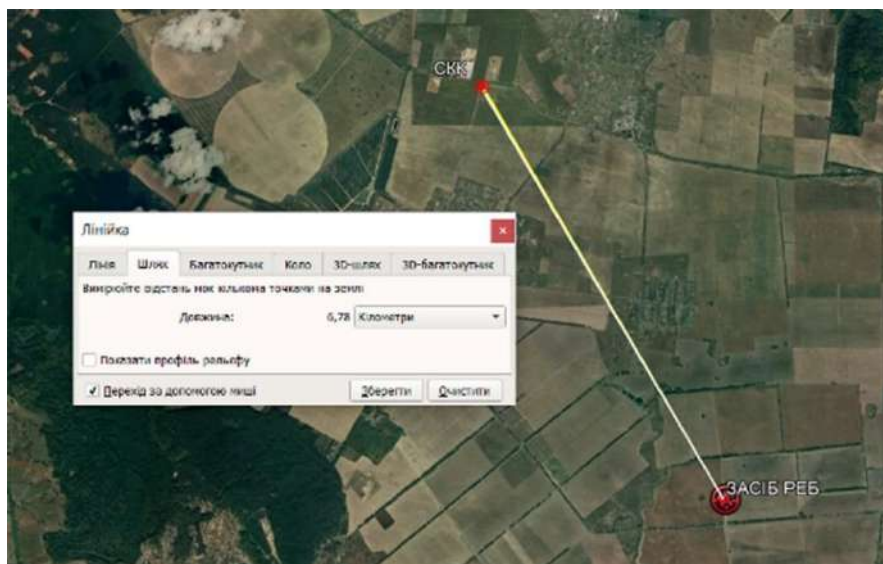 СКК
Лінійка
Лінія Шлях Багатокутник Коло 3D-шлях 3D-багатокутник
Виміряйте відстань між кількома точками на землі
Довжина: 6,78 Кілометри
Показати профіль рельєфу
Перехід за допомогою миші Зберегти Очистити
ЗАСІБ РЕБ